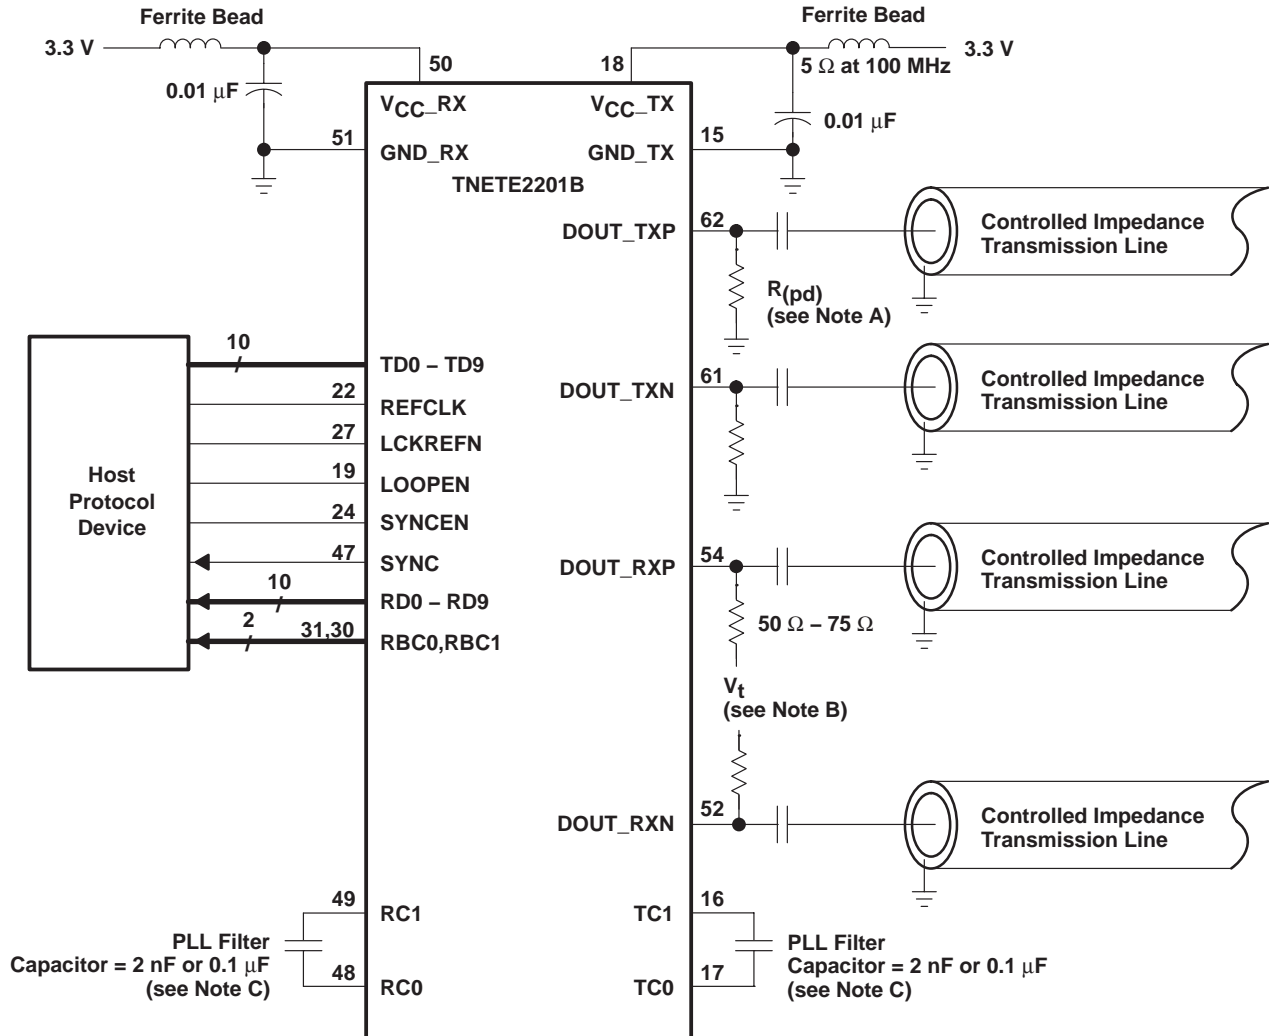 Ferrite Bead
3.3 V
0.01 μF
50
51
Ferrite Bead
3.3 V
5 Ω at 100 MHz
0.01 μF
18
15
VCC_RX
GND_RX
VCC_TX
GND_TX
TNETE2201B
DOUT_TXP
62
R(pd)
(see Note A)
Controlled Impedance
Transmission Line
DOUT_TXN
61
Controlled Impedance
Transmission Line
Host
Protocol
Device
10
TD0 – TD9
22
REFCLK
27
LCKREFN
19
LOOPEN
24
SYNCEN
47
SYNC
10
RD0 – RD9
2
31,30
RBC0,RBC1
DOUT_RXP
54
50 Ω – 75 Ω
Controlled Impedance
Transmission Line
Vt
(see Note B)
DOUT_RXN
52
Controlled Impedance
Transmission Line
49
RC1
PLL Filter
Capacitor = 2 nF or 0.1 μF
(see Note C)
48
RC0
TC1
16
PLL Filter
Capacitor = 2 nF or 0.1 μF
(see Note C)
TC0
17